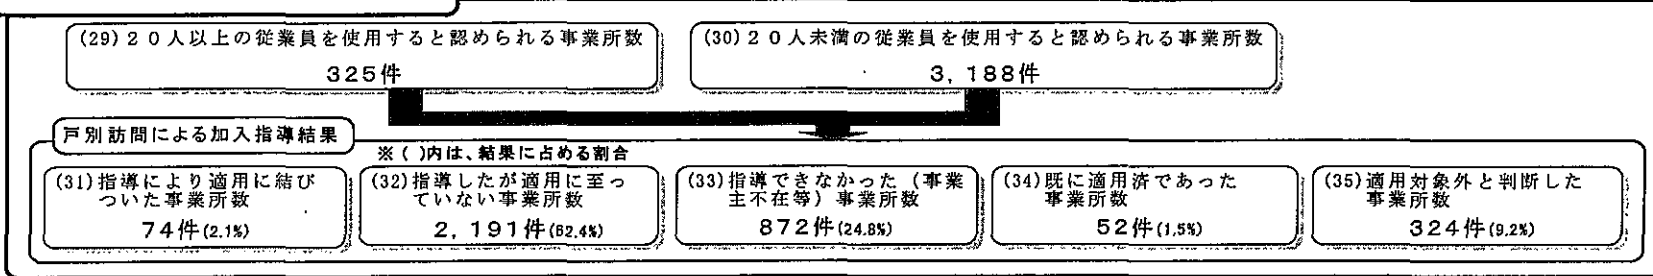 (29)20人以上の従業員を使用すると認められる事業所数
325件
(30)20人未満の従業員を使用すると認められる事業所数
3,188件
戸別訪問による加入指導結果
※( )内は、結果に占める割合
(31)指導により適用に結び
ついた事業所数
74件(2.1%)
(32)指導したが適用に至っ
ていない事業所数
2,191件(62.4%)
(33)指導できなかった(事業
主不在等)事業所数
872件(24.8%)
(34)既に適用済であった
事業所数
52件(1.5%)
(35)適用対象外と判断した
事業所数
324件(9.2%)